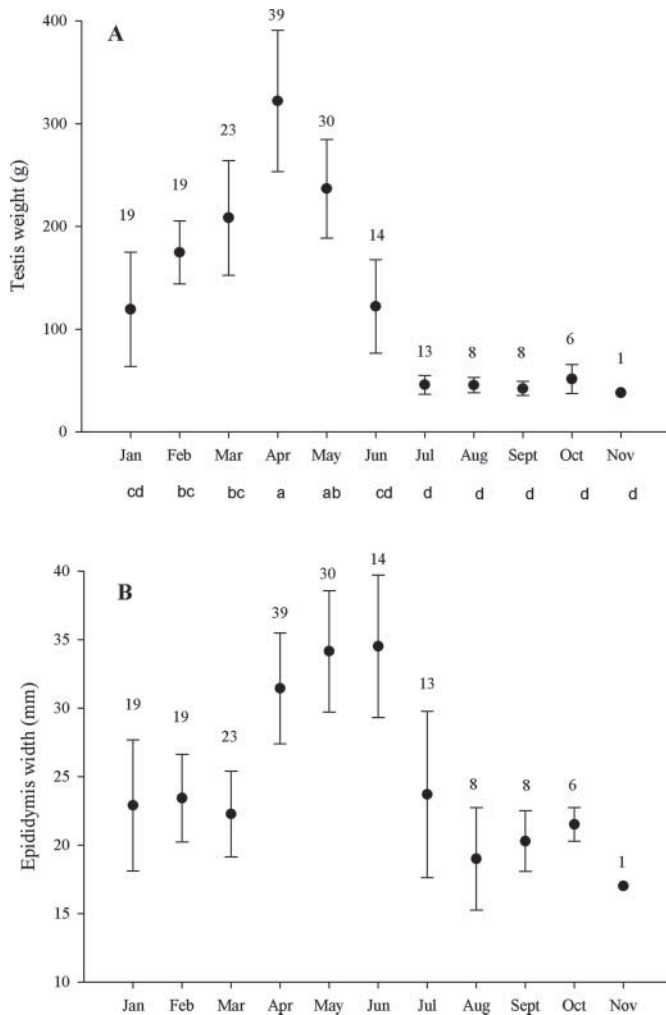 A
Testis weight (g)
400
300
200
100
0
19 19 23 39 30 14 13 8 8 6 1
Jan Feb Mar Apr May Jun Jul Aug Sept Oct Nov
cd bc bc a ab cd d d d d d
B
Epididymis width (mm)
40
35
30
25
20
15
10
19 19 23 39 30 14 13 8 8 6 1
Jan Feb Mar Apr May Jun Jul Aug Sept Oct Nov